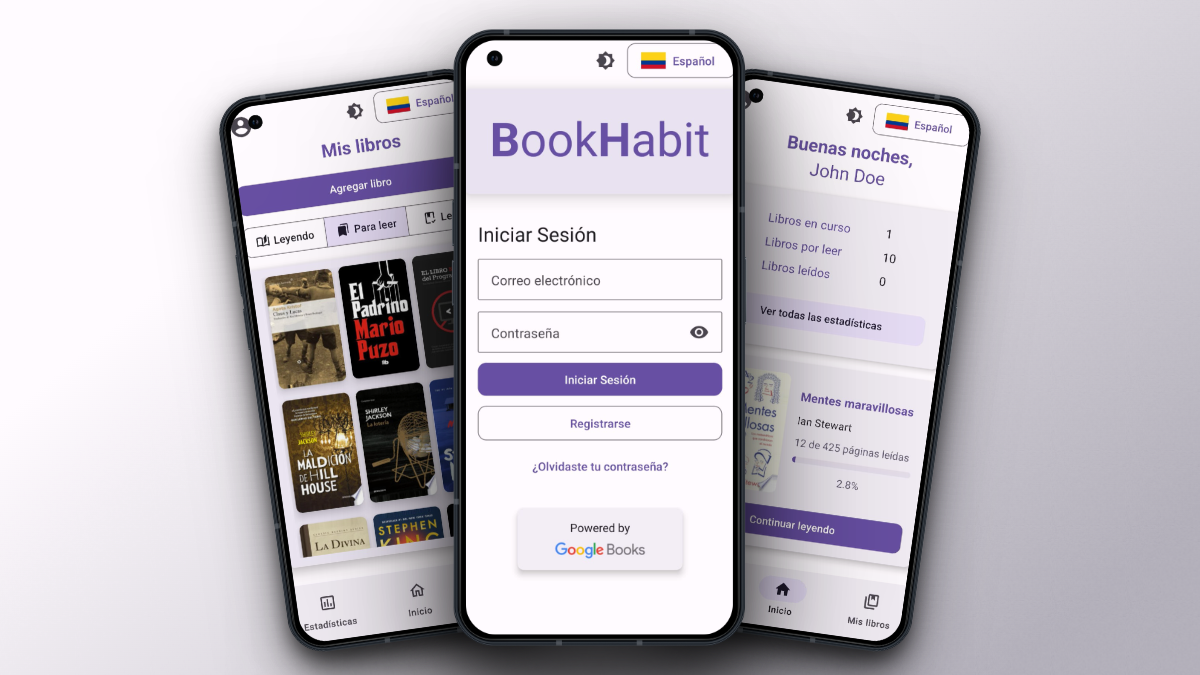 Español
Mis libros
Agregar libro
Leyendo
Para leer
Le
El
Padrino
Mario
Puzo
EL LIBRO
del Progra
SHIRLEY
JACKSON
LA
MALDICIÓN
DE HILL
HOUSE
SHIRLEY
JACKSON
La lotería
LA DIVINA
STEPHEN
KING
Estadísticas
Inicio
Español
BookHabit
Iniciar Sesión
Correo electrónico
Contraseña
Iniciar Sesión
Registrarse
¿Olvidaste tu contraseña?
Powered by
Google Books
Español
Buenas noches,
John Doe
Libros en curso 1
Libros por leer 10
Libros leídos 0
Ver todas las estadísticas
Mentes maravillosas
Ian Stewart
12 de 425 páginas leídas
2.8%
Continuar leyendo
Inicio
Mis libros